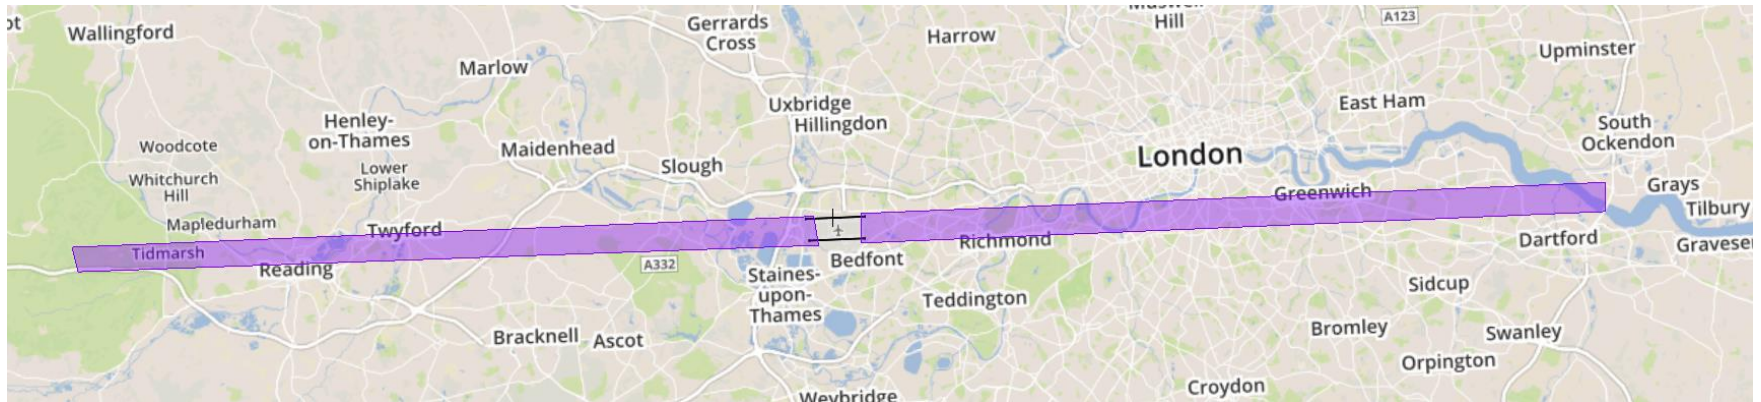 ot
Wallingford
Gerrards
Cross
Harrow
Hill
A123
Upminster
Marlow
Uxbridge
Hillingdon
East Ham
Henley-
on-Thames
South
Ockendon
Woodcote
Maidenhead
Slough
London
Lower
Shiplake
Whitchurch
Hill
Greenwich
Grays
Tilbury
Mapledurham
Twyford
Tidmarsh
Reading
A332
Richmond
Dartford
Gravese
Bedfont
Staines-
upon-
Thames
Teddington
Sidcup
Bracknell
Ascot
Bromley
Swanley
Orpington
Croydon
Weybridge